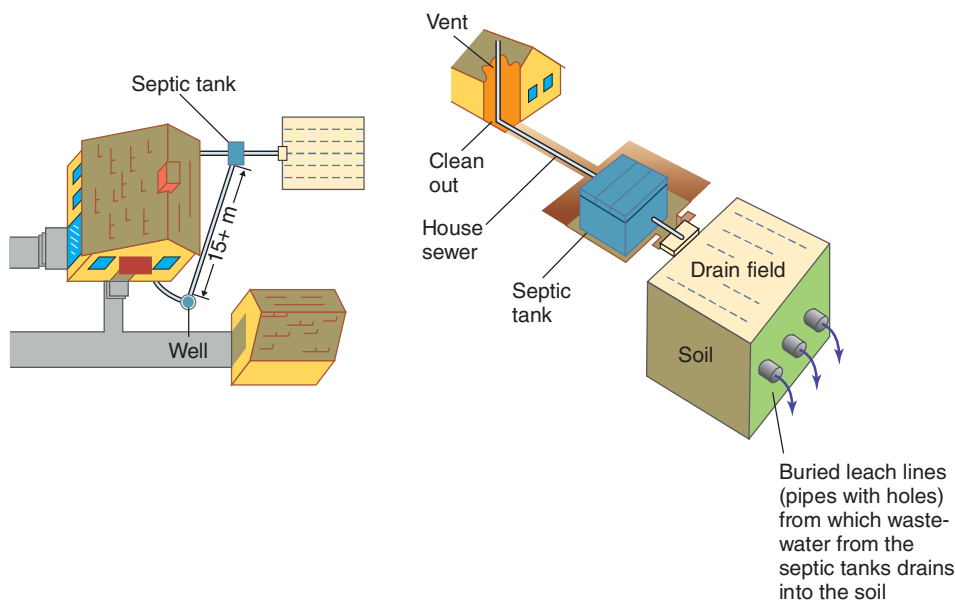 Septic tank
15+ m
Well
Vent
Clean
out
House
sewer
Septic
tank
Drain field
Soil
Buried leach lines
(pipes with holes)
from which waste-
water from the
septic tanks drains
into the soil